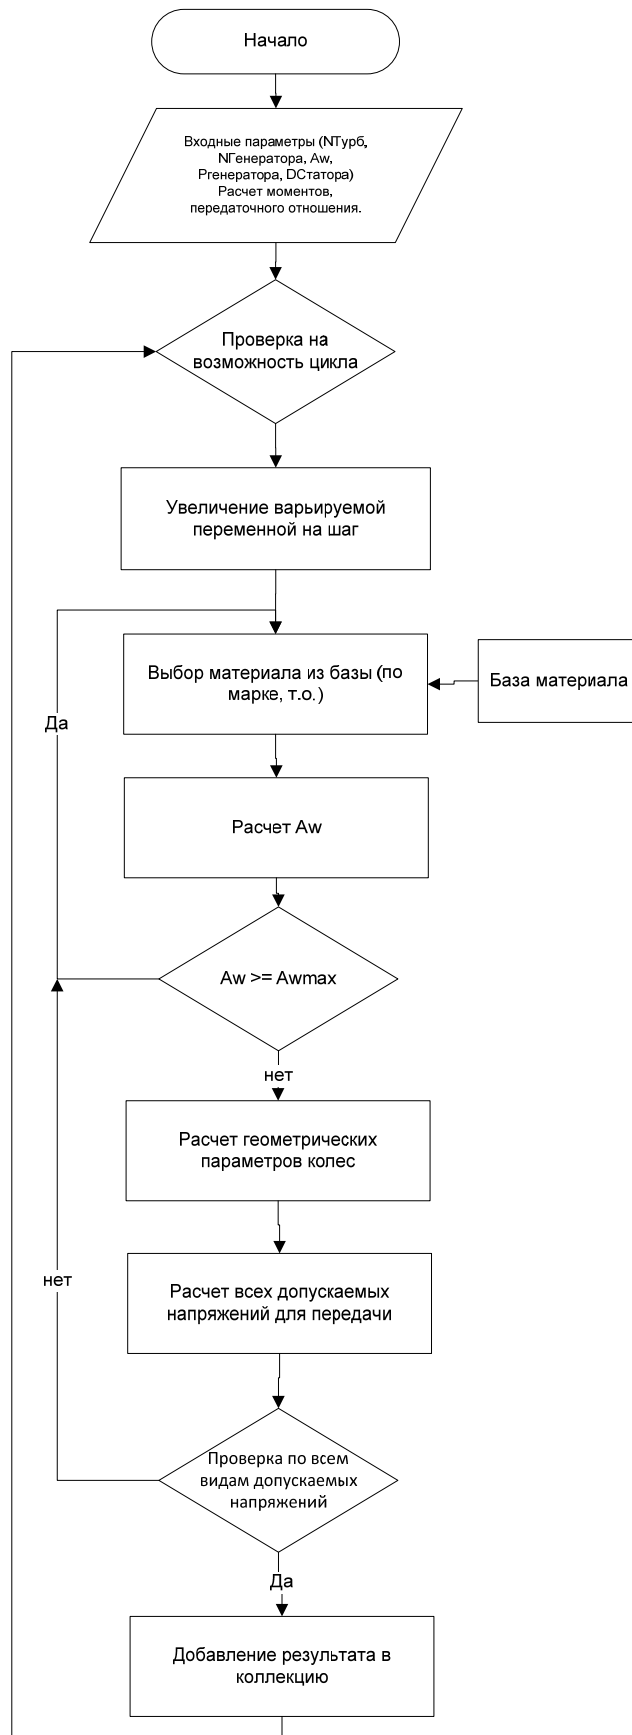 Начало
Входные параметры (NТурб,
NГенератора, Aw,
Pгенератора, DСтатора)
Расчет моментов,
передаточного отношения.
Проверка на
возможность цикла
Увеличение варьируемой
переменной на шаг
Выбор материала из базы (по
марке, т.о.)
База материала
Да
Расчет Aw
Aw >= Awmax
нет
Расчет геометрических
параметров колес
нет
Расчет всех допускаемых
напряжений для передачи
Проверка по всем
видам допускаемых
напряжений
Да
Добавление результата в
коллекцию